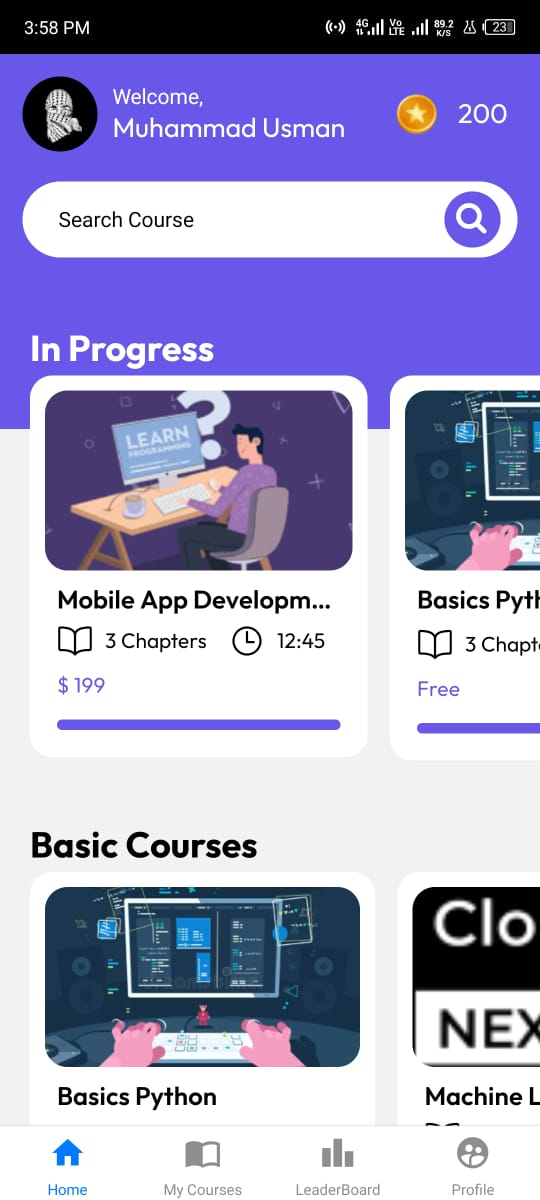 3:58 PM
4G
Vo LTE
89.2 K/S
23
Welcome,
Muhammad Usman
200
Search Course
In Progress
LEARN
PROGRAMMING
?
Mobile App Developm...
3 Chapters
12:45
$ 199
Basics Pyth
3 Chapt
Free
Basic Courses
Clo
NEX
Basics Python
Machine L
Home
My Courses
LeaderBoard
Profile